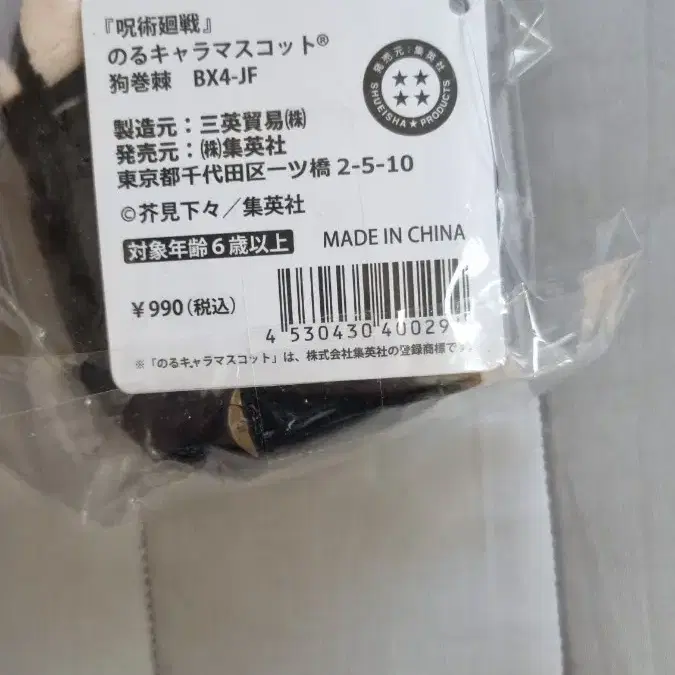 『呪術廻戦』
のるキャラマスコット®
狗巻棘 BX4-JF
発売元:集英社
SHUEISHA★PRODUCTS
製造元:三英貿易㈱
発売元:㈱集英社
東京都千代田区一ツ橋 2-5-10
©芥見下々/集英社
対象年齢6歳以上
MADE IN CHINA
¥990(税込)
4 530430 40029
※「のるキャラマスコット」は、株式会社集英社の登録商標です。